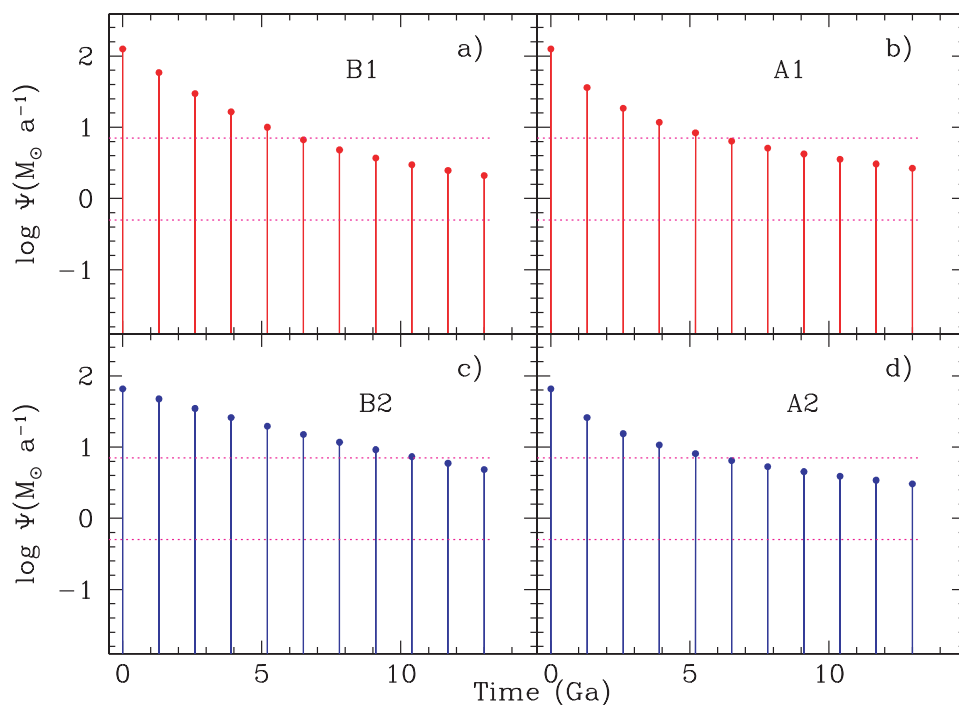 a)
B1
b)
A1
2
1
0
−1
log Ψ(M⊙ a⁻¹)
c)
B2
d)
A2
2
1
0
−1
log Ψ(M⊙ a⁻¹)
0 5 10 0 5 10
Time (Ga)